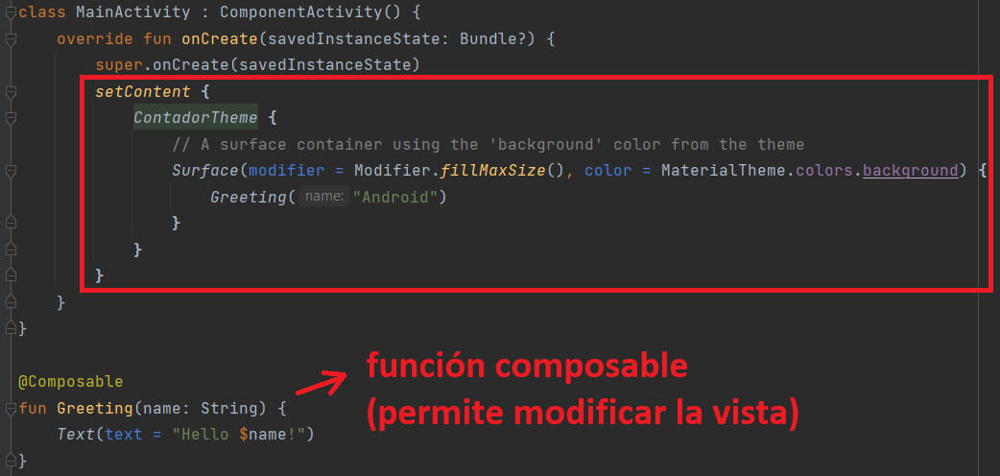 class MainActivity : ComponentActivity() {
override fun onCreate(savedInstanceState: Bundle?) {
super.onCreate(savedInstanceState)
setContent {
ContadorTheme {
// A surface container using the 'background' color from the theme
Surface(modifier = Modifier.fillMaxSize(), color = MaterialTheme.colors.background) {
Greeting( name: "Android")
}
}
}
}
}
función composable
(permite modificar la vista)
@Composable
fun Greeting(name: String) {
Text(text = "Hello $name!")
}